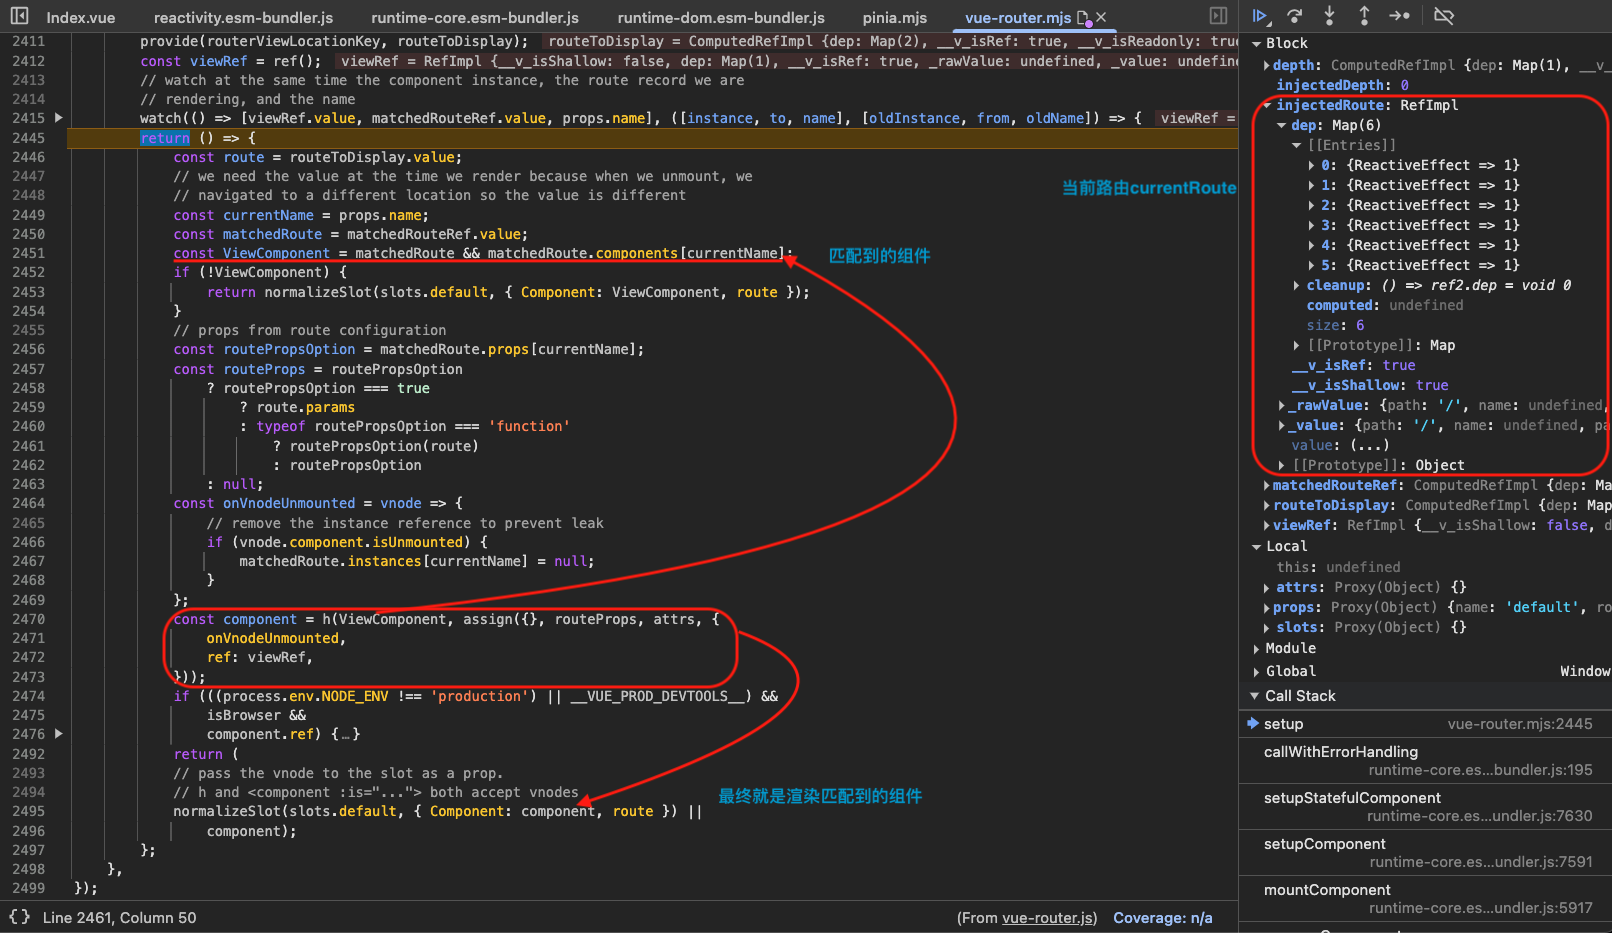 Index.vue reactivity.esm-bundler.js runtime-core.esm-bundler.js runtime-dom.esm-bundler.js pinia.mjs vue-router.mjs
2411 provide(routerViewLocationKey, routeToDisplay); routeToDisplay = ComputedRefImpl {dep: Map(2), __v_isRef: true, __v_isReadonly: true
2412 const viewRef = ref(); viewRef = RefImpl {__v_isShallow: false, dep: Map(1), __v_isRef: true, _rawValue: undefined, _value: undefine
2413 // watch at the same time the component instance, the route record we are
2414 // rendering, and the name
2415 watch(() => [viewRef.value, matchedRouteRef.value, props.name], ([instance, to, name], [oldInstance, from, oldName]) => { viewRef =
2445 return () => {
2446 const route = routeToDisplay.value;
2447 // we need the value at the time we render because when we unmount, we
2448 // navigated to a different location so the value is different
当前路由currentRoute
2449 const currentName = props.name;
2450 const matchedRoute = matchedRouteRef.value;
2451 const ViewComponent = matchedRoute && matchedRoute.components[currentName];
匹配到的组件
2452 if (!ViewComponent) {
2453 return normalizeSlot(slots.default, { Component: ViewComponent, route });
2454 }
2455 // props from route configuration
2456 const routePropsOption = matchedRoute.props[currentName];
2457 const routeProps = routePropsOption
2458 ? routePropsOption === true
2459 ? route.params
2460 : typeof routePropsOption === 'function'
2461 ? routePropsOption(route)
2462 : routePropsOption
2463 : null;
2464 const onVnodeUnmounted = vnode => {
2465 // remove the instance reference to prevent leak
2466 if (vnode.component.isUnmounted) {
2467 matchedRoute.instances[currentName] = null;
2468 }
2469 };
2470 const component = h(ViewComponent, assign({}, routeProps, attrs, {
2471 onVnodeUnmounted,
2472 ref: viewRef,
2473 }));
2474 if (((process.env.NODE_ENV !== 'production') || __VUE_PROD_DEVTOOLS__) &&
2475 isBrowser &&
2476 component.ref) {…}
2492 return (
2493 // pass the vnode to the slot as a prop.
2494 // h and <component :is="..."> both accept vnodes
最终就是渲染匹配到的组件
2495 normalizeSlot(slots.default, { Component: component, route }) ||
2496 component);
2497 };
2498 },
2499 });
{} Line 2461, Column 50 (From vue-router.js) Coverage: n/a
Block
depth: ComputedRefImpl {dep: Map(1), __v
injectedDepth: 0
injectedRoute: RefImpl
dep: Map(6)
[[Entries]]
0: {ReactiveEffect => 1}
1: {ReactiveEffect => 1}
2: {ReactiveEffect => 1}
3: {ReactiveEffect => 1}
4: {ReactiveEffect => 1}
5: {ReactiveEffect => 1}
cleanup: () => ref2.dep = void 0
computed: undefined
size: 6
[[Prototype]]: Map
__v_isRef: true
__v_isShallow: true
_rawValue: {path: '/', name: undefined,
_value: {path: '/', name: undefined, pa
value: (...)
[[Prototype]]: Object
matchedRouteRef: ComputedRefImpl {dep: Ma
routeToDisplay: ComputedRefImpl {dep: Map
viewRef: RefImpl {__v_isShallow: false, d
Local
this: undefined
attrs: Proxy(Object) {}
props: Proxy(Object) {name: 'default', ro
slots: Proxy(Object) {}
Module
Global Window
Call Stack
setup vue-router.mjs:2445
callWithErrorHandling
runtime-core.es…bundler.js:195
setupStatefulComponent
runtime-core.es…undler.js:7630
setupComponent
runtime-core.es…undler.js:7591
mountComponent
runtime-core.es…undler.js:5917